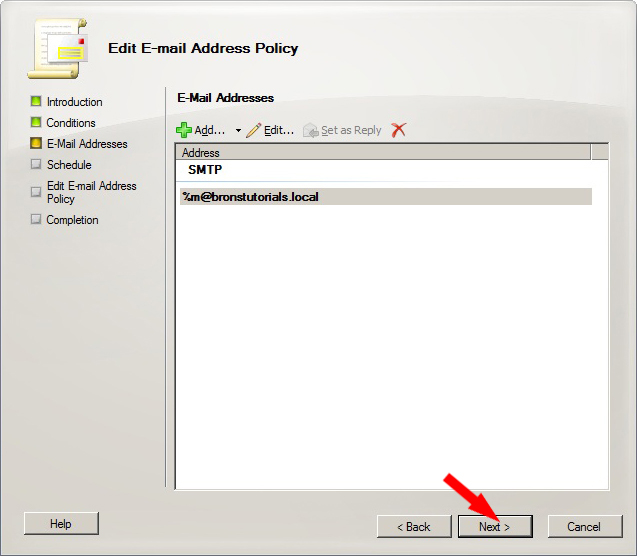 Edit E-mail Address Policy
Introduction
Conditions
E-Mail Addresses
Schedule
Edit E-mail Address
Policy
Completion
E-Mail Addresses
Add... Edit... Set as Reply
Address
SMTP
%m@bronstutorials.local
Help
< Back
Next >
Cancel